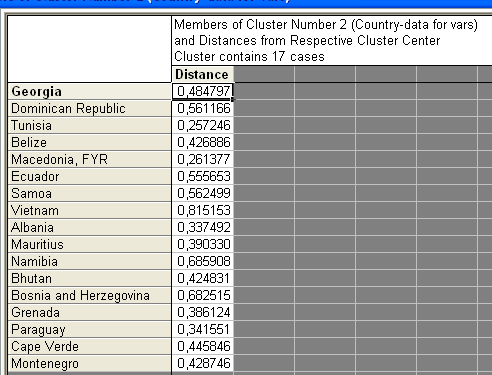 Members of Cluster Number 2 (Country-data for vars)
and Distances from Respective Cluster Center
Cluster contains 17 cases
Distance
Georgia 0,484797
Dominican Republic 0,561166
Tunisia 0,257246
Belize 0,426886
Macedonia, FYR 0,261377
Ecuador 0,555653
Samoa 0,562499
Vietnam 0,815153
Albania 0,337492
Mauritius 0,390330
Namibia 0,685908
Bhutan 0,424831
Bosnia and Herzegovina 0,682515
Grenada 0,386124
Paraguay 0,341551
Cape Verde 0,445846
Montenegro 0,428746